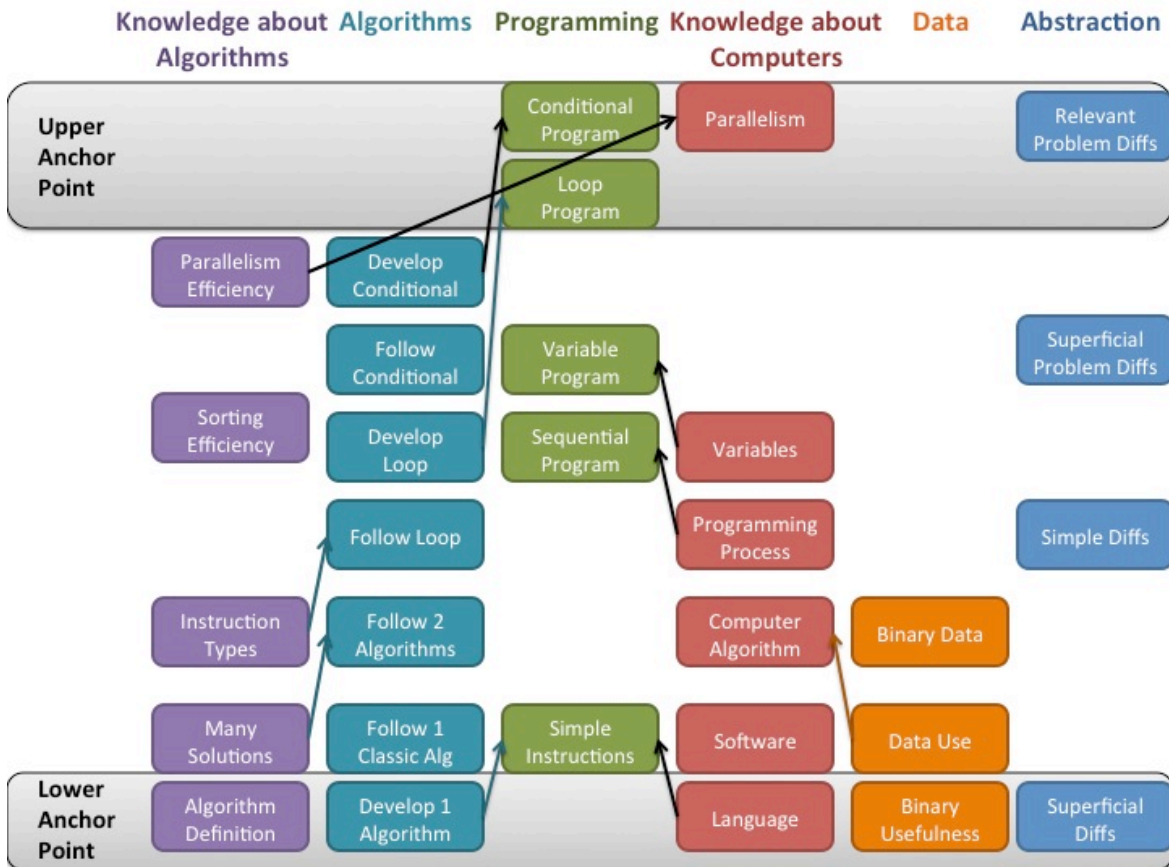 Knowledge about
Algorithms
Algorithms
Programming
Knowledge about
Computers
Data
Abstraction
Upper
Anchor
Point
Conditional
Program
Parallelism
Relevant
Problem Diffs
Loop
Program
Parallelism
Efficiency
Develop
Conditional
Follow
Conditional
Variable
Program
Superficial
Problem Diffs
Sorting
Efficiency
Develop
Loop
Sequential
Program
Variables
Follow Loop
Programming
Process
Simple Diffs
Instruction
Types
Follow 2
Algorithms
Computer
Algorithm
Binary Data
Many
Solutions
Follow 1
Classic Alg
Simple
Instructions
Software
Data Use
Lower
Anchor
Point
Algorithm
Definition
Develop 1
Algorithm
Language
Binary
Usefulness
Superficial
Diffs